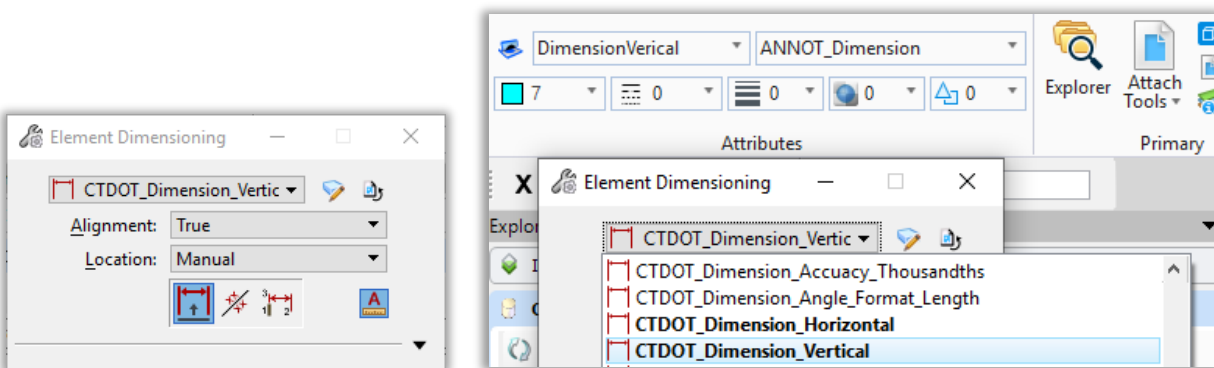 Element Dimensioning
CTDOT_Dimension_Vertic
Alignment: True
Location: Manual
DimensionVerical ANNOT_Dimension
7 0 0 0 0
Attributes
Explorer
Attach
Tools
Primary
X
Element Dimensioning
Explor
CTDOT_Dimension_Vertic
CTDOT_Dimension_Accuacy_Thousandths
CTDOT_Dimension_Angle_Format_Length
CTDOT_Dimension_Horizontal
CTDOT_Dimension_Vertical